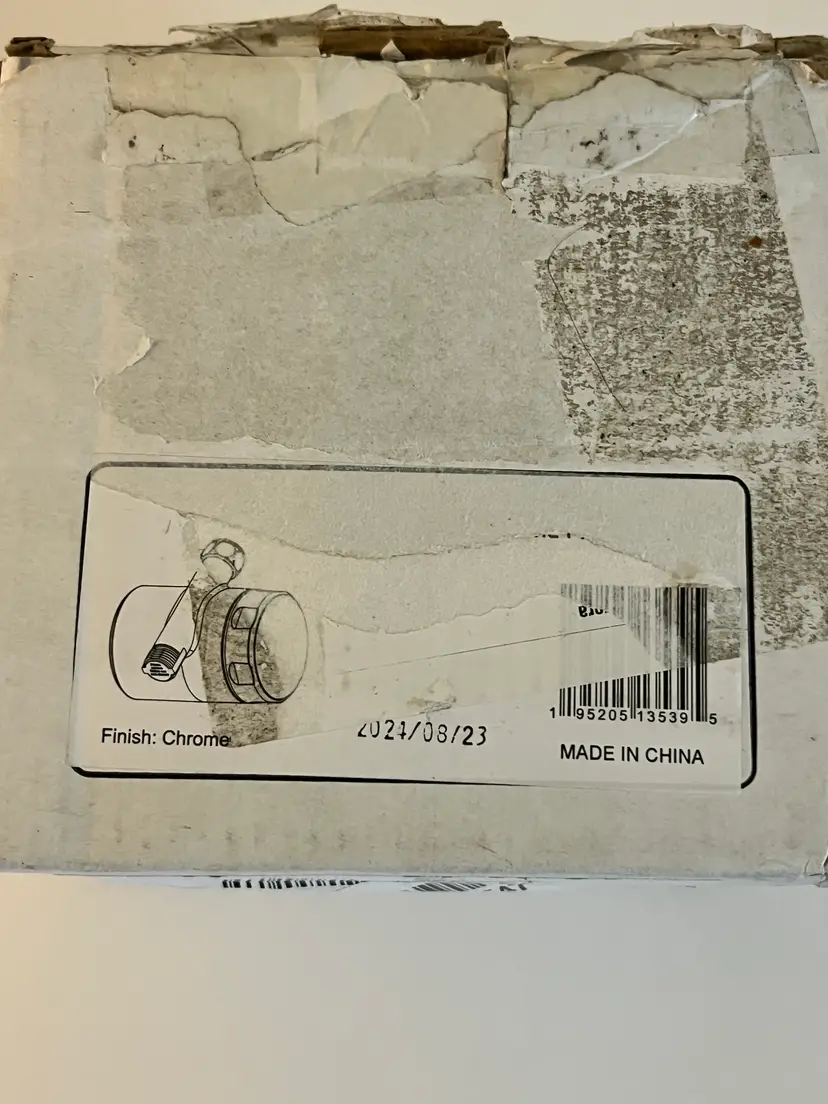 Finish: Chrome
2024/08/23
1 95205 13539 5
MADE IN CHINA